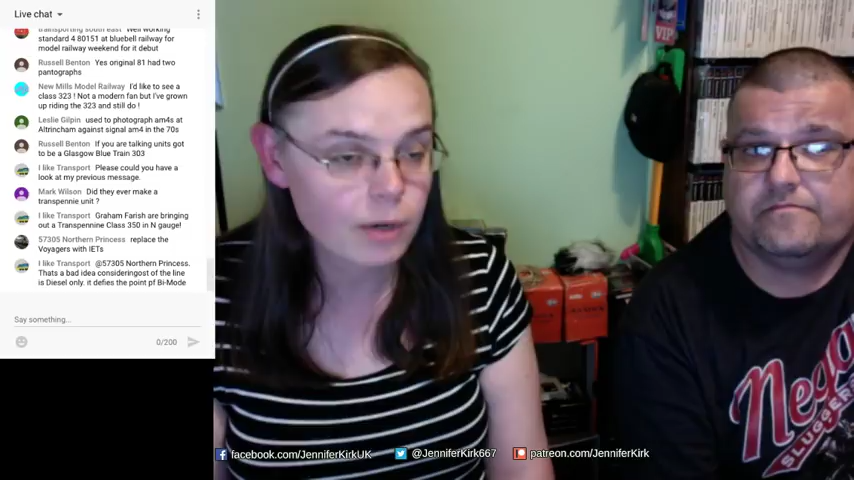 Live chat
transporting south east Well working
standard 4 80151 at bluebell railway for
model railway weekend for it debut
Russell Benton Yes original 81 had two
pantographs
New Mills Model Railway I'd like to see a
class 323 ! Not a modern fan but I've grown
up riding the 323 and still do !
Leslie Gilpin used to photograph am4s at
Altrincham against signal am4 in the 70s
Russell Benton If you are talking units got
to be a Glasgow Blue Train 303
I like Transport Please could you have a
look at my previous message.
Mark Wilson Did they ever make a
transpennie unit ?
I like Transport Graham Farish are bringing
out a Transpennine Class 350 in N gauge!
57305 Northern Princess replace the
Voyagers with IETs
I like Transport @57305 Northern Princess.
Thats a bad idea consideringost of the line
is Diesel only. it defies the point pf Bi-Mode
Say something...
0/200
VIP
SLUGGER
facebook.com/JenniferKirkUK
@JenniferKirk667
patreon.com/JenniferKirk